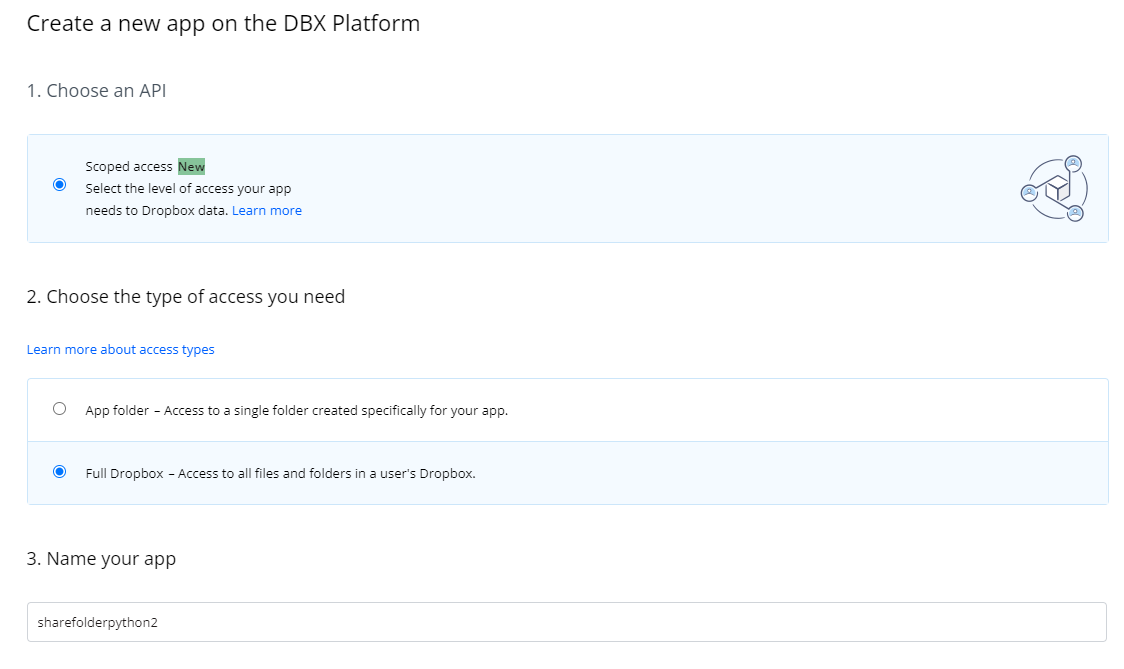 Create a new app on the DBX Platform
1. Choose an API
Scoped access New
Select the level of access your app
needs to Dropbox data. Learn more
2. Choose the type of access you need
Learn more about access types
App folder – Access to a single folder created specifically for your app.
Full Dropbox – Access to all files and folders in a user's Dropbox.
3. Name your app
sharefolderpython2